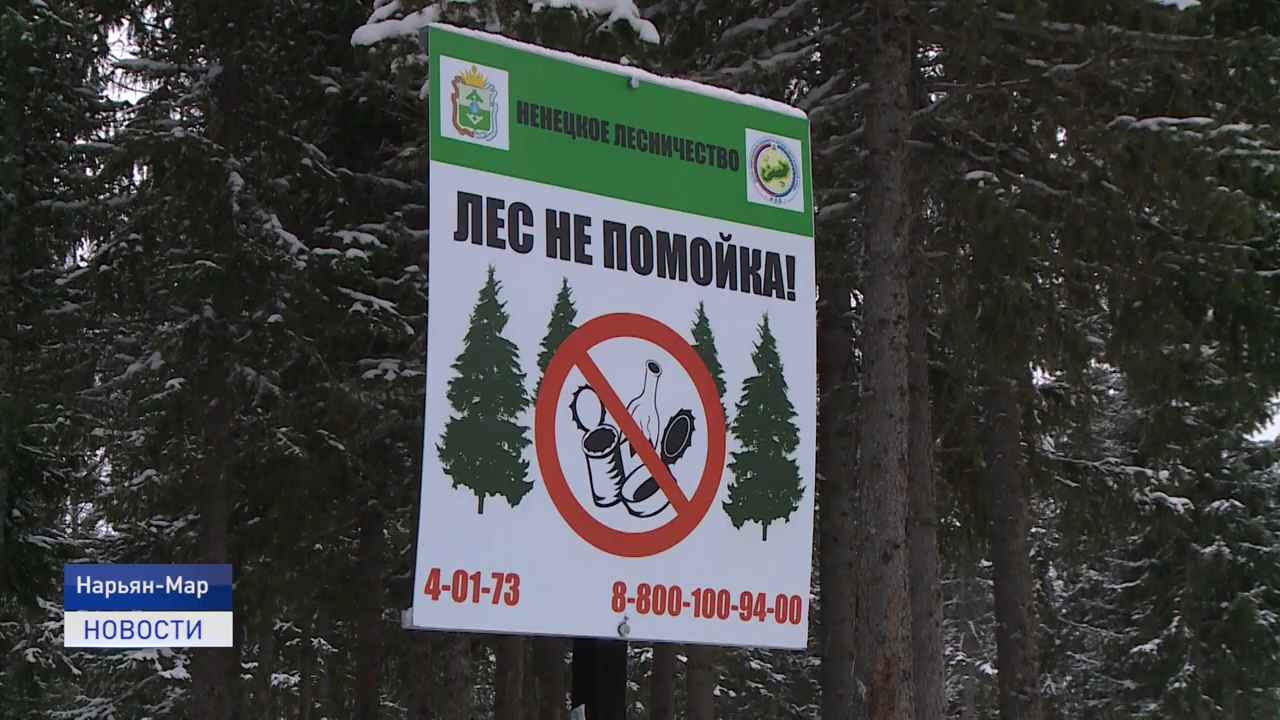 НЕНЕЦКОЕ ЛЕСНИЧЕСТВО
ЛЕС НЕ ПОМОЙКА!
4-01-73
8-800-100-94-00
Нарьян-Мар
НОВОСТИ